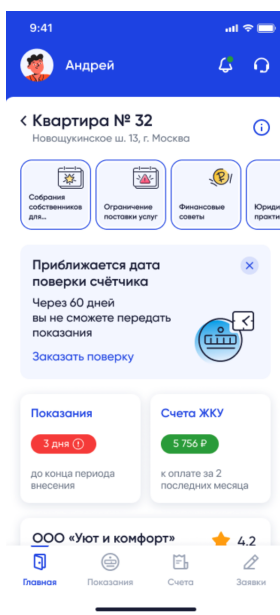 9:41
Андрей
Квартира № 32
Новощукинское ш. 13, г. Москва
Собрания
собственников
для...
Ограничение
поставки услуг
Финансовые
советы
Юриди
практи
Приближается дата
поверки счётчика
Через 60 дней
вы не сможете передать
показания
Заказать поверку
Показания
3 дня
до конца периода
внесения
Счета ЖКУ
5 756 ₽
к оплате за 2
последних месяца
ООО «Уют и комфорт»
4.2
Главная
Показания
Счета
Заявки